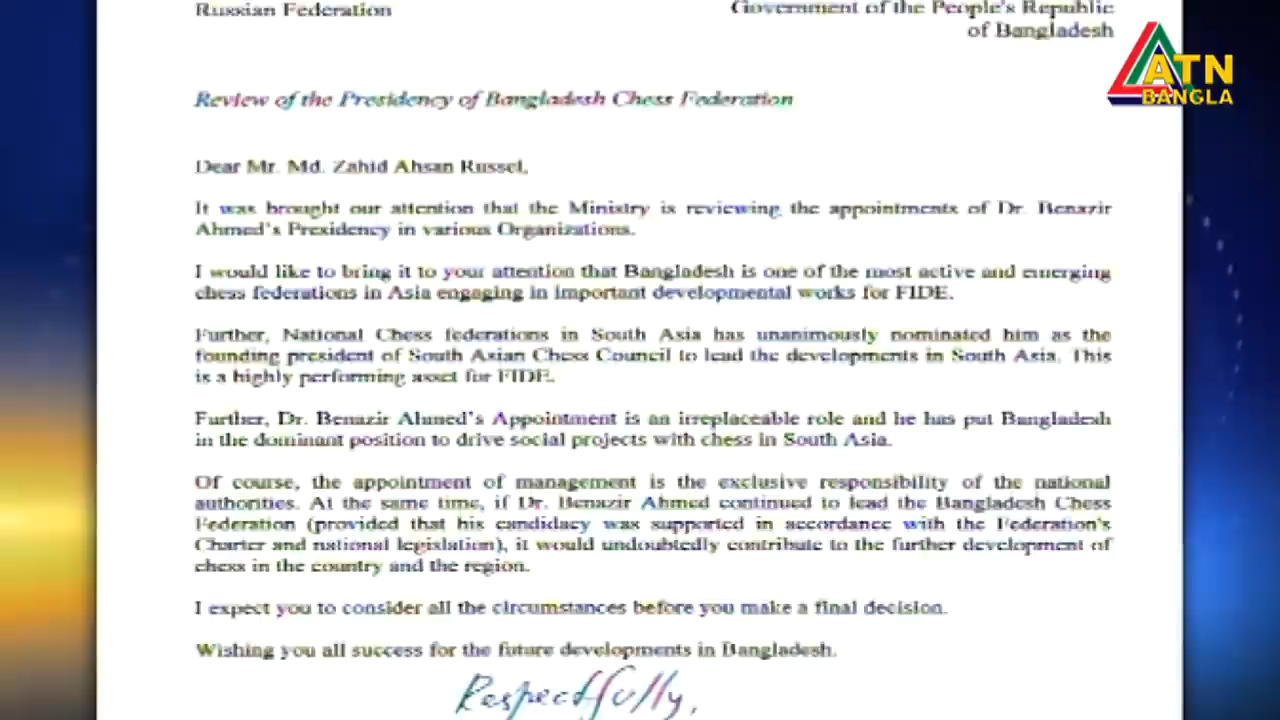 Russian Federation
Government of the People's Republic
of Bangladesh
ATN
BANGLA
Review of the Presidency of Bangladesh Chess Federation
Dear Mr. Md. Zahid Ahsan Russel,
It was brought our attention that the Ministry is reviewing the appointments of Dr. Benazir
Ahmed's Presidency in various Organizations.
I would like to bring it to your attention that Bangladesh is one of the most active and emerging
chess federations in Asia engaging in important developmental works for FIDE.
Further, National Chess federations in South Asia has unanimously nominated him as the
founding president of South Asian Chess Council to lead the developments in South Asia. This
is a highly performing asset for FIDE.
Further, Dr. Benazir Ahmed's Appointment is an irreplaceable role and he has put Bangladesh
in the dominant position to drive social projects with chess in South Asia.
Of course, the appointment of management is the exclusive responsibility of the national
authorities. At the same time, if Dr. Benazir Ahmed continued to lead the Bangladesh Chess
Federation (provided that his candidacy was supported in accordance with the Federation's
Charter and national legislation), it would undoubtedly contribute to the further development of
chess in the country and the region.
I expect you to consider all the circumstances before you make a final decision.
Wishing you all success for the future developments in Bangladesh.
Respectfully,